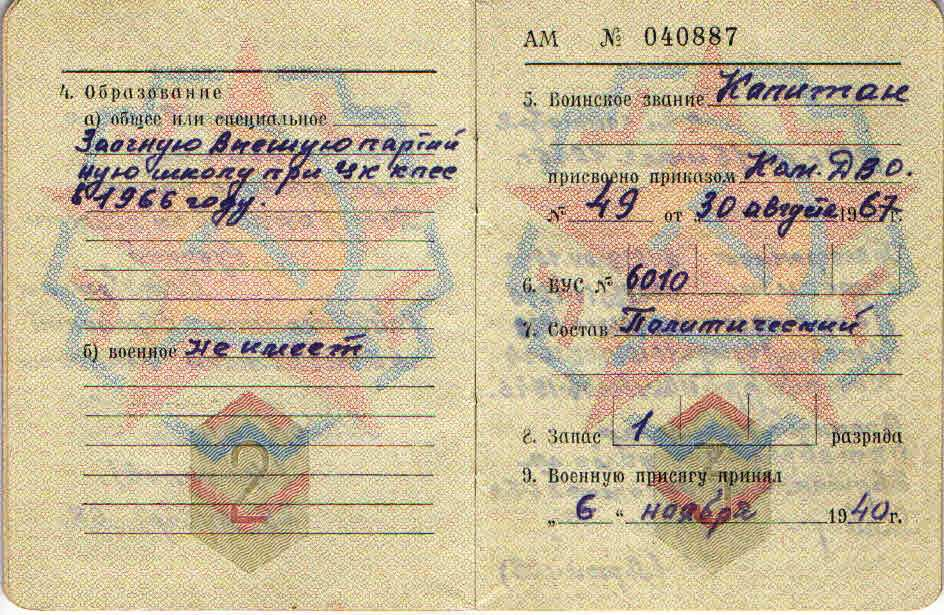 4. Образование
а) общее или специальное
Заочную Высшую партий
ную школу при ЦК КПСС
в 1966 году.
б) военное не имеет
2
АМ № 040887
5. Воинское звание Капитан
присвоено приказом Ком. ДВО.
№ 49 от 30 августа 1967 г.
6. ВУС № 6010
7. Состав Политический
8. Запас 1 разряда
9. Военную присягу принял
„ 6 “ ноября 1940 г.